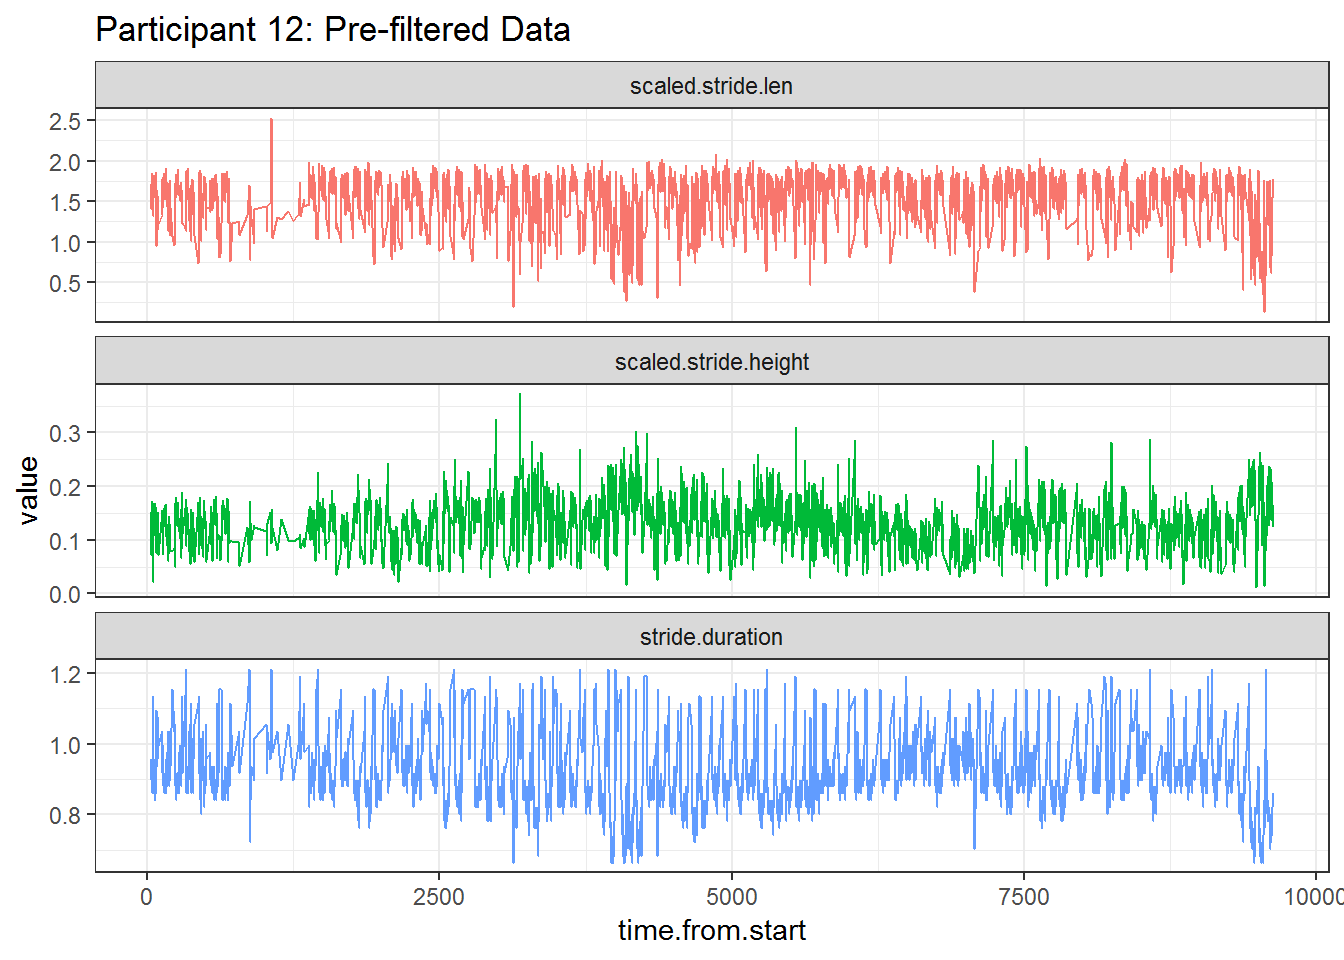 Participant 12: Pre-filtered Data
scaled.stride.len
2.5
2.0
1.5
1.0
0.5
scaled.stride.height
0.3
0.2
0.1
0.0
value
stride.duration
1.2
1.0
0.8
0 2500 5000 7500 10000
time.from.start